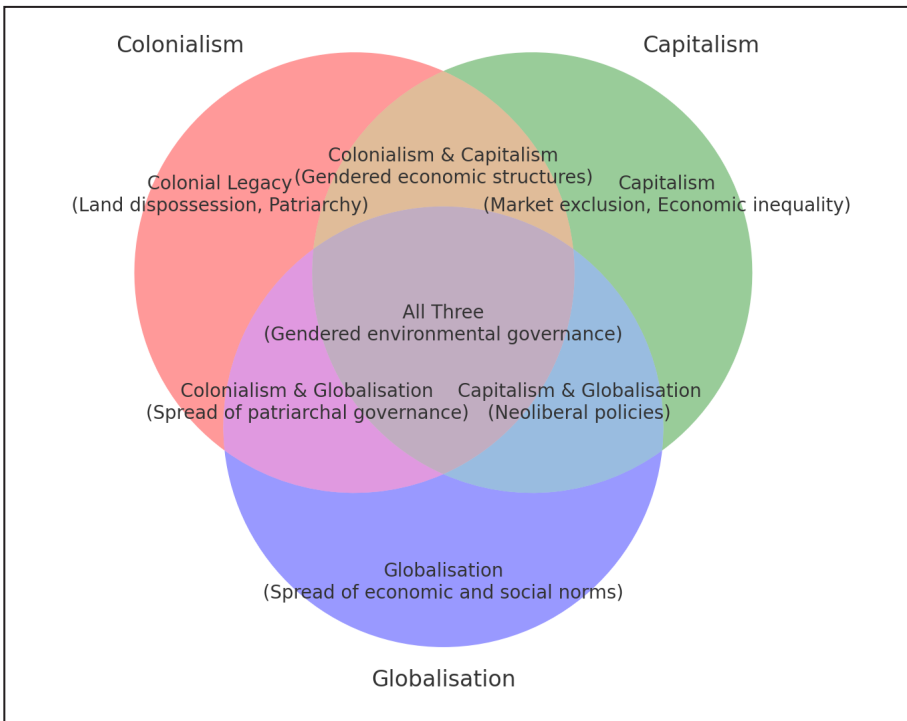 Colonialism
Capitalism
Colonialism & Capitalism
(Gendered economic structures)
Colonial Legacy
(Land dispossession, Patriarchy)
Capitalism
(Market exclusion, Economic inequality)
All Three
(Gendered environmental governance)
Colonialism & Globalisation
(Spread of patriarchal governance)
Capitalism & Globalisation
(Neoliberal policies)
Globalisation
(Spread of economic and social norms)
Globalisation